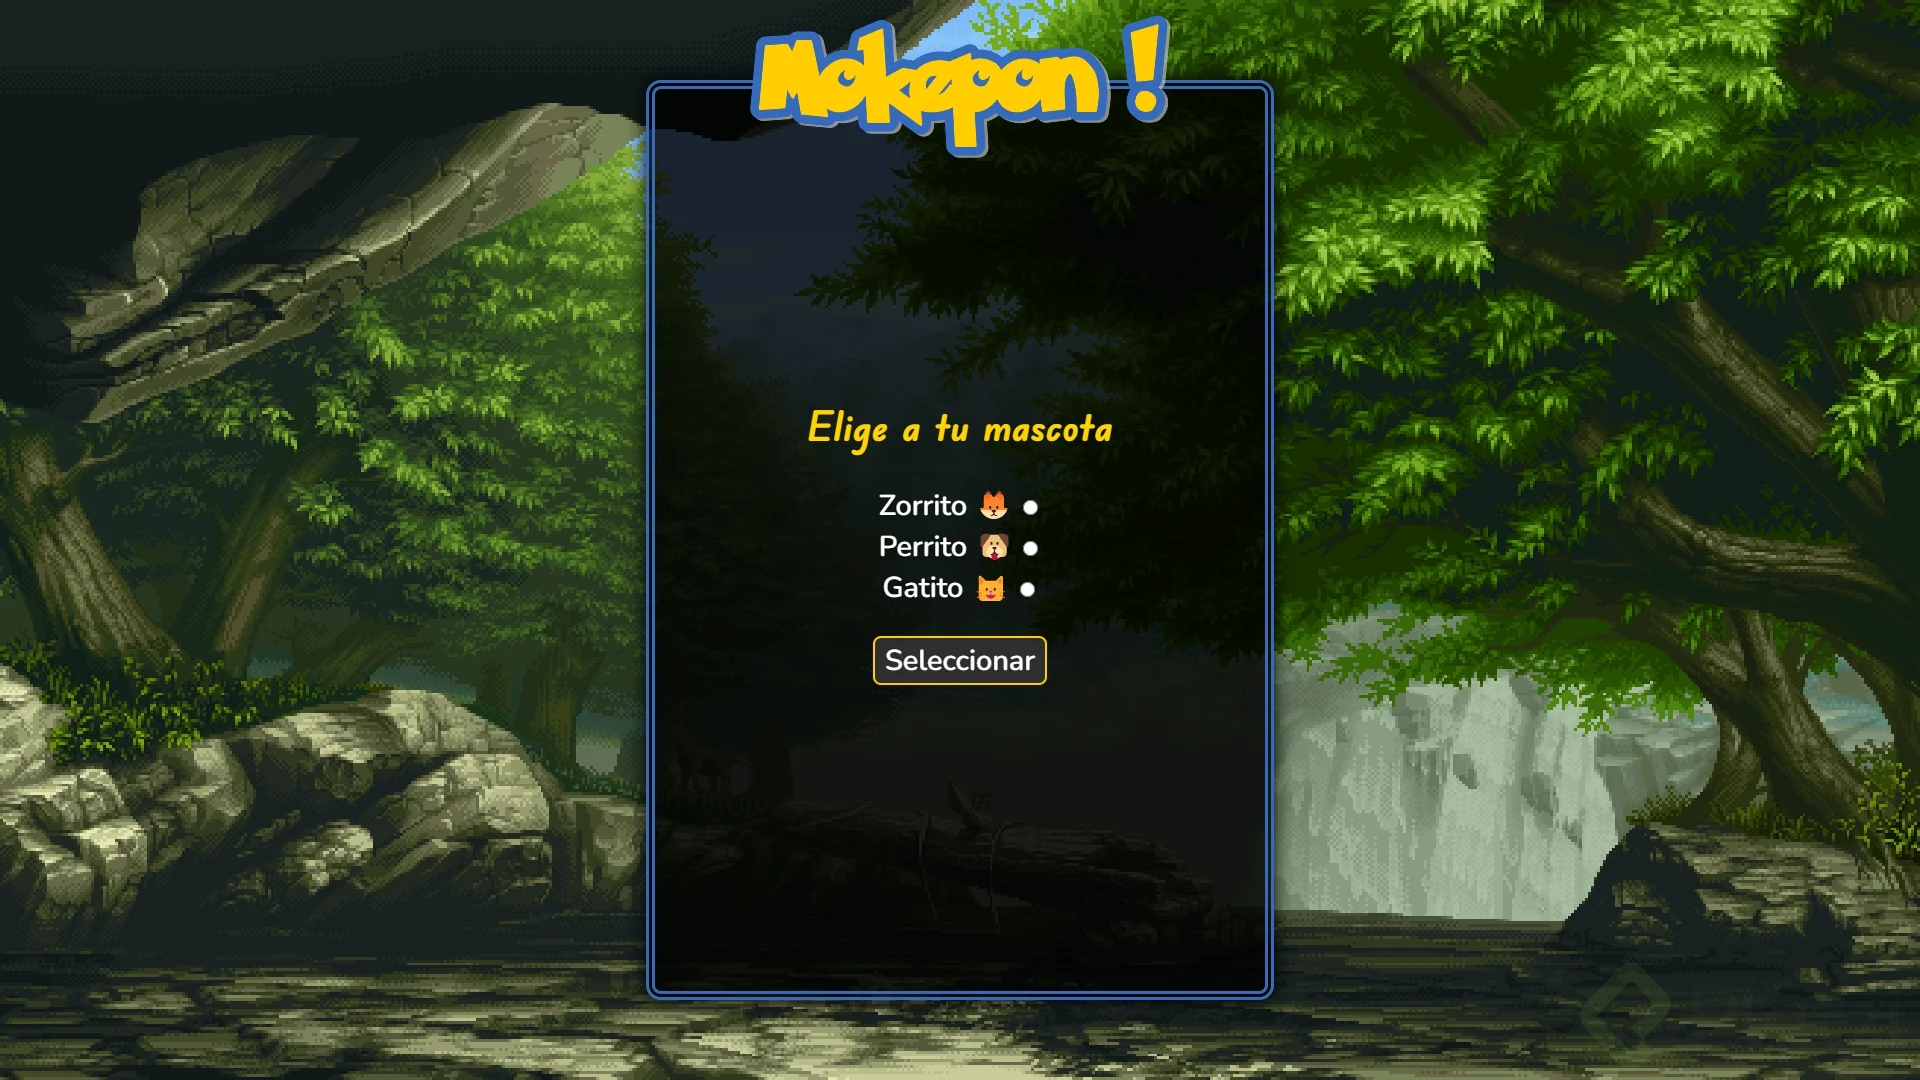 Mokepon !
Elige a tu mascota
Zorrito
Perrito
Gatito
Seleccionar